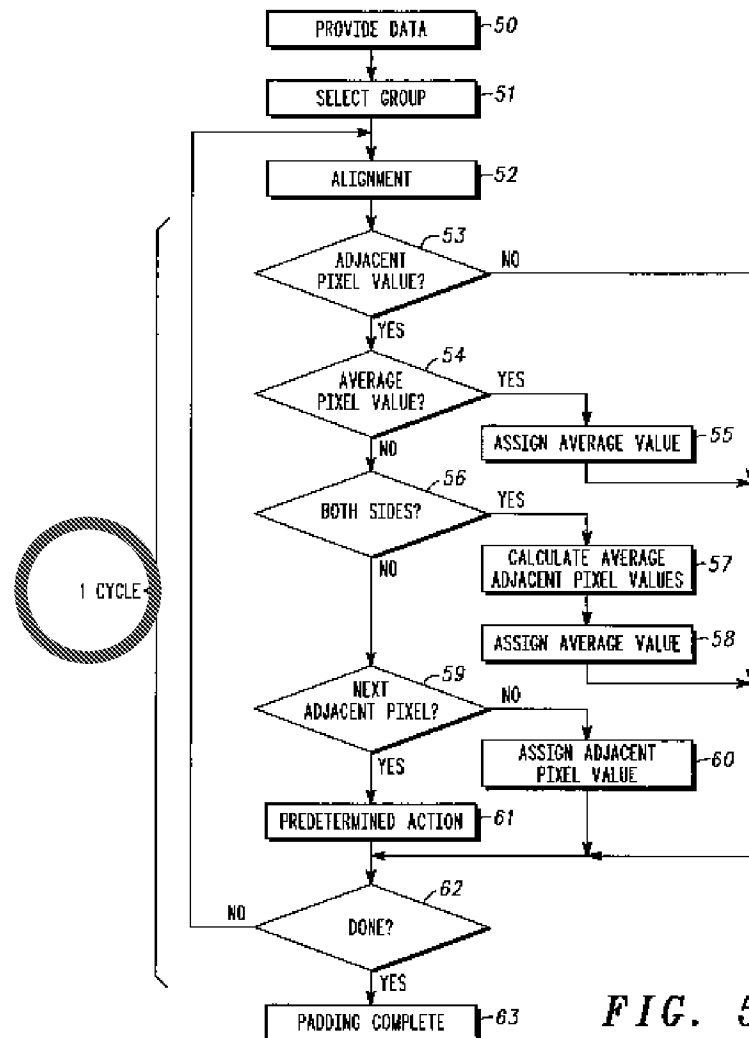 PROVIDE DATA
50
SELECT GROUP
51
ALIGNMENT
52
53
ADJACENT
PIXEL VALUE?
NO
YES
54
AVERAGE
PIXEL VALUE?
YES
NO
ASSIGN AVERAGE VALUE
55
56
BOTH SIDES?
YES
NO
CALCULATE AVERAGE
ADJACENT PIXEL VALUES
57
1 CYCLE
ASSIGN AVERAGE VALUE
58
59
NEXT
ADJACENT PIXEL?
NO
YES
ASSIGN ADJACENT
PIXEL VALUE
60
PREDETERMINED ACTION
61
62
DONE?
NO
YES
PADDING COMPLETE
63
FIG. 5